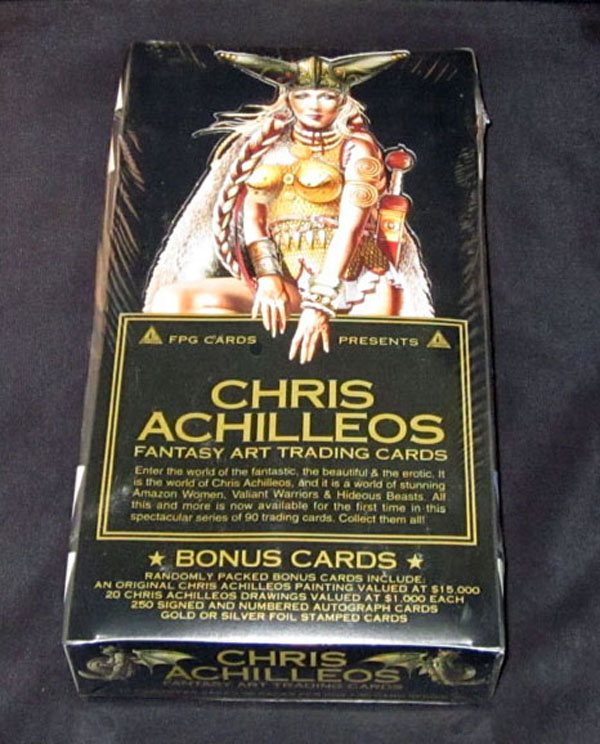 FPG CARDS PRESENTS
CHRIS
ACHILLEOS
FANTASY ART TRADING CARDS
Enter the world of the fantastic, the beautiful & the erotic. It
is the world of Chris Achilleos, and it is a world of stunning
Amazon Women, Valiant Warriors & Hideous Beasts. All
this and more is now available for the first time in this
spectacular series of 90 trading cards. Collect them all!
★ BONUS CARDS ★
RANDOMLY PACKED BONUS CARDS INCLUDE:
AN ORIGINAL CHRIS ACHILLEOS PAINTING VALUED AT $15,000
20 CHRIS ACHILLEOS DRAWINGS VALUED AT $1,000 EACH
250 SIGNED AND NUMBERED AUTOGRAPH CARDS
GOLD OR SILVER FOIL STAMPED CARDS
CHRIS
ACHILLEOS
FANTASY ART TRADING CARDS